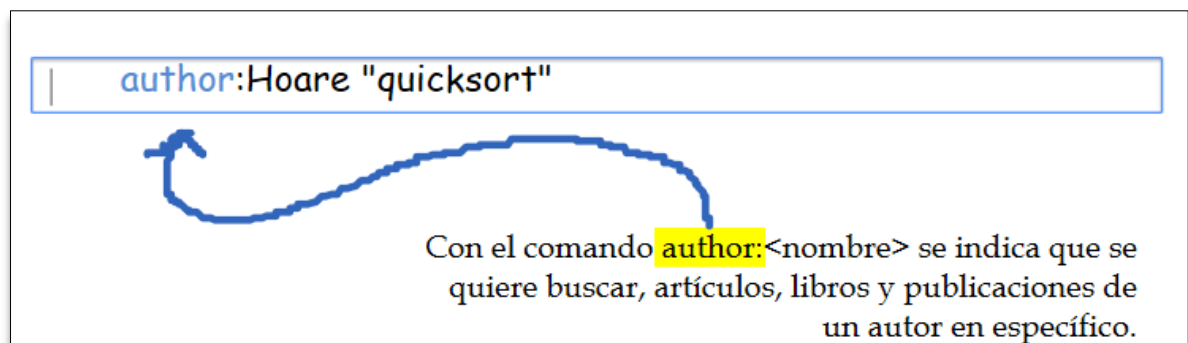 author:Hoare "quicksort"
Con el comando author:<nombre> se indica que se
quiere buscar, artículos, libros y publicaciones de
un autor en específico.